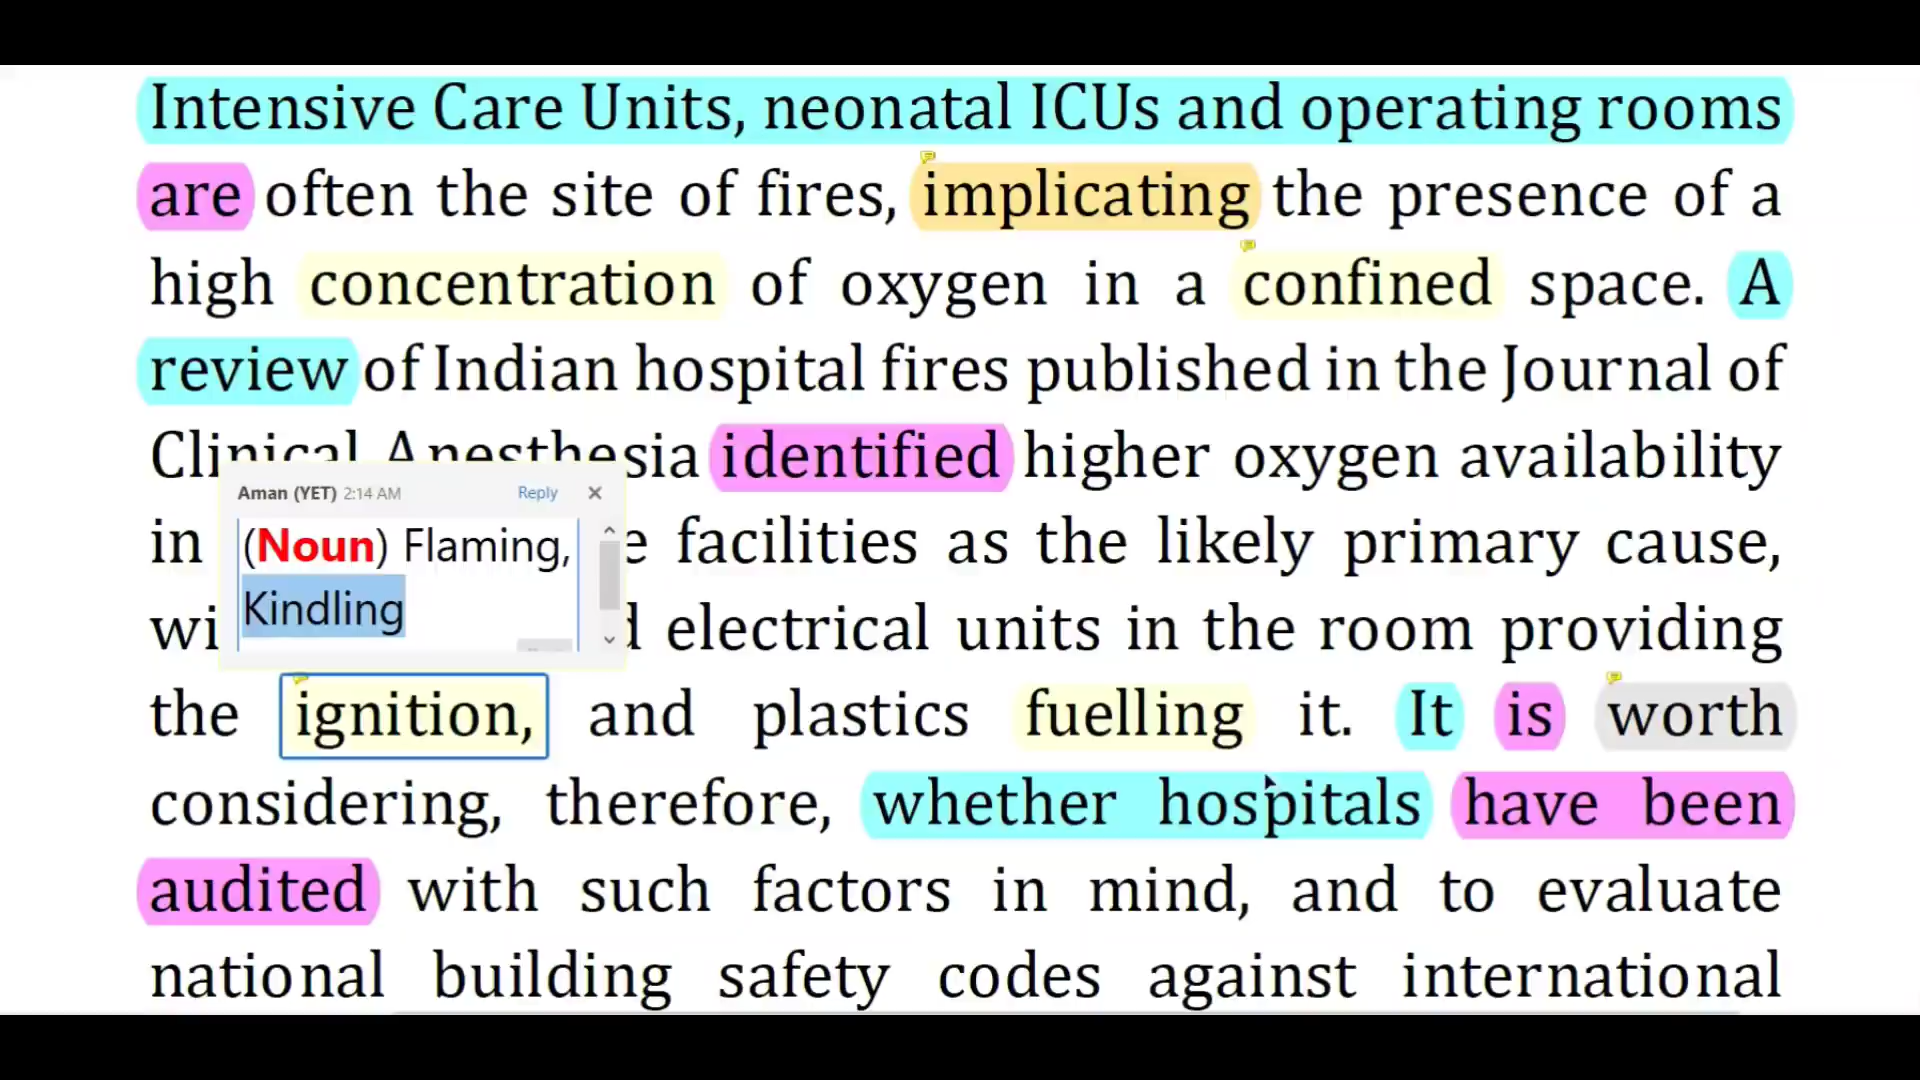 Intensive Care Units, neonatal ICUs and operating rooms
are often the site of fires, implicating the presence of a
high concentration of oxygen in a confined space. A
review of Indian hospital fires published in the Journal of
Clinical Anesthesia identified higher oxygen availability
Aman (YET) 2:14 AM Reply
(Noun) Flaming,
Kindling
in facilities as the likely primary cause,
electrical units in the room providing
the ignition, and plastics fuelling it. It is worth
considering, therefore, whether hospitals have been
audited with such factors in mind, and to evaluate
national building safety codes against international